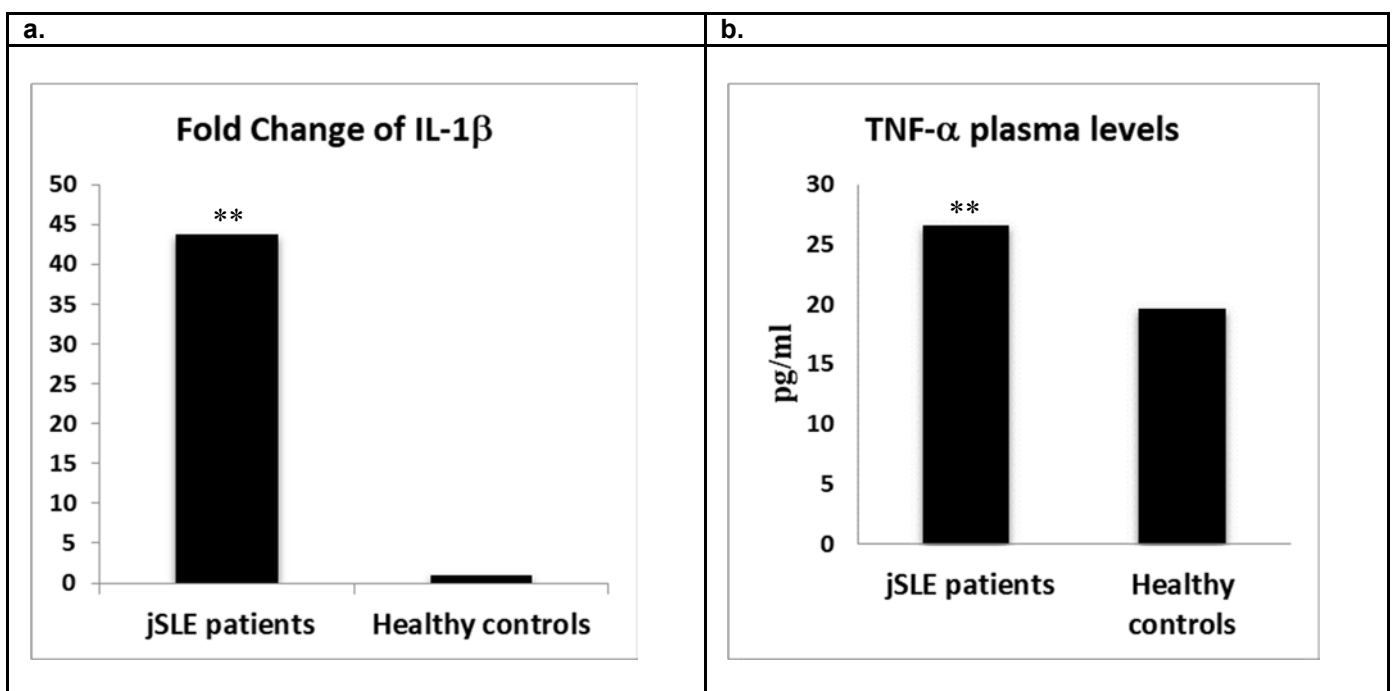 a.
b.
Fold Change of IL-1β
50
45
40
35
30
25
20
15
10
5
0
**
jSLE patients
Healthy controls
TNF-α plasma levels
pg/ml
30
25
20
15
10
5
0
**
jSLE patients
Healthy
controls